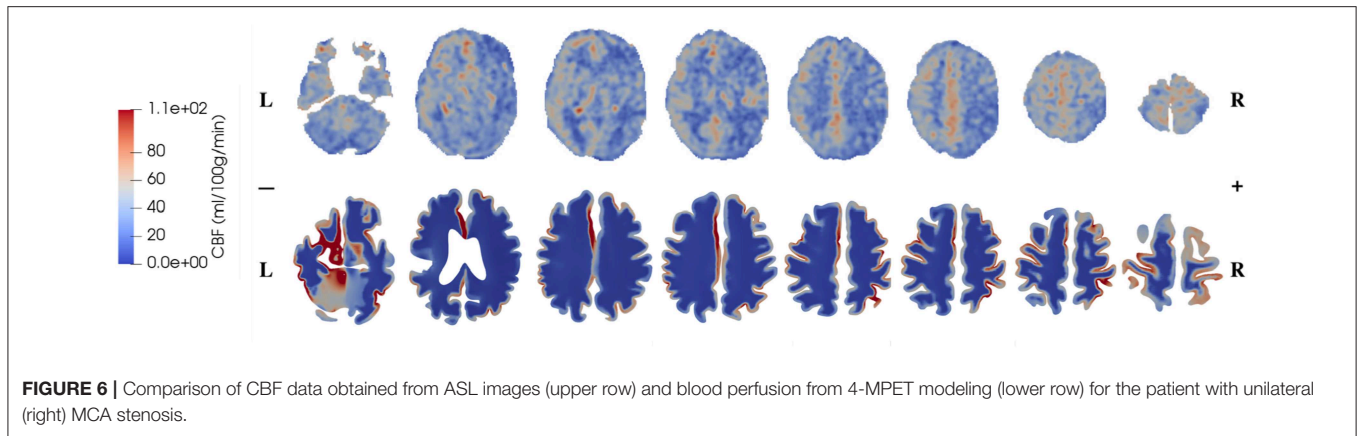 1.1e+02
80
60
40
20
0.0e+00
CBF (ml/100g/min)
L
R
–
+
L
R
FIGURE 6 | Comparison of CBF data obtained from ASL images (upper row) and blood perfusion from 4-MPET modeling (lower row) for the patient with unilateral
(right) MCA stenosis.